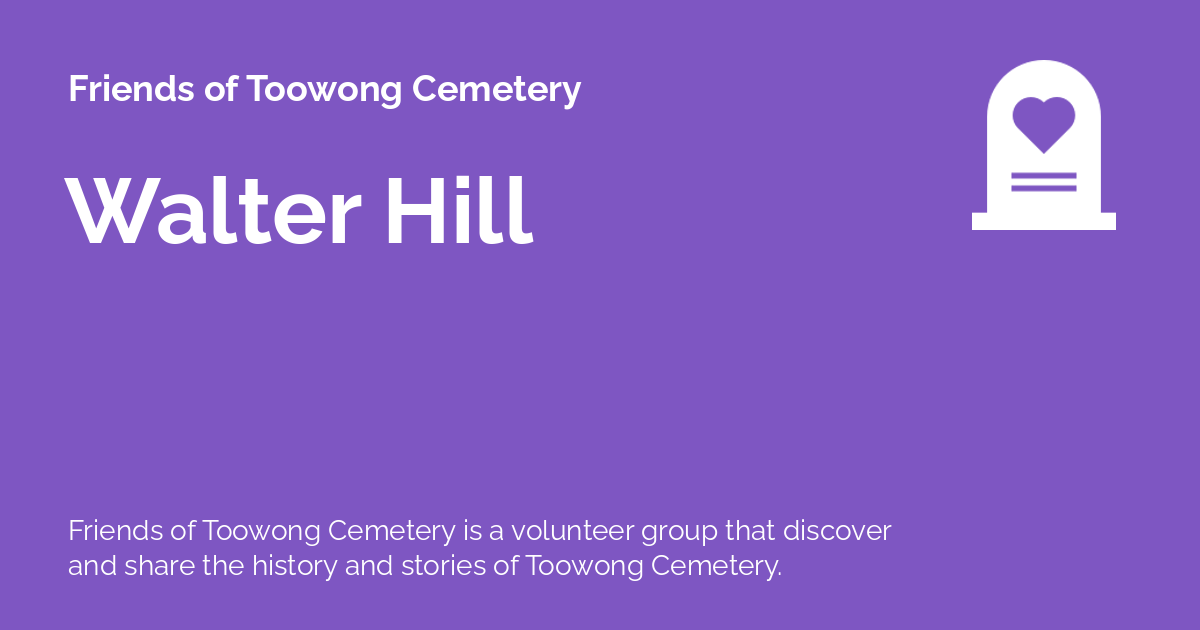 Friends of Toowong Cemetery
Walter Hill
Friends of Toowong Cemetery is a volunteer group that discover
and share the history and stories of Toowong Cemetery.